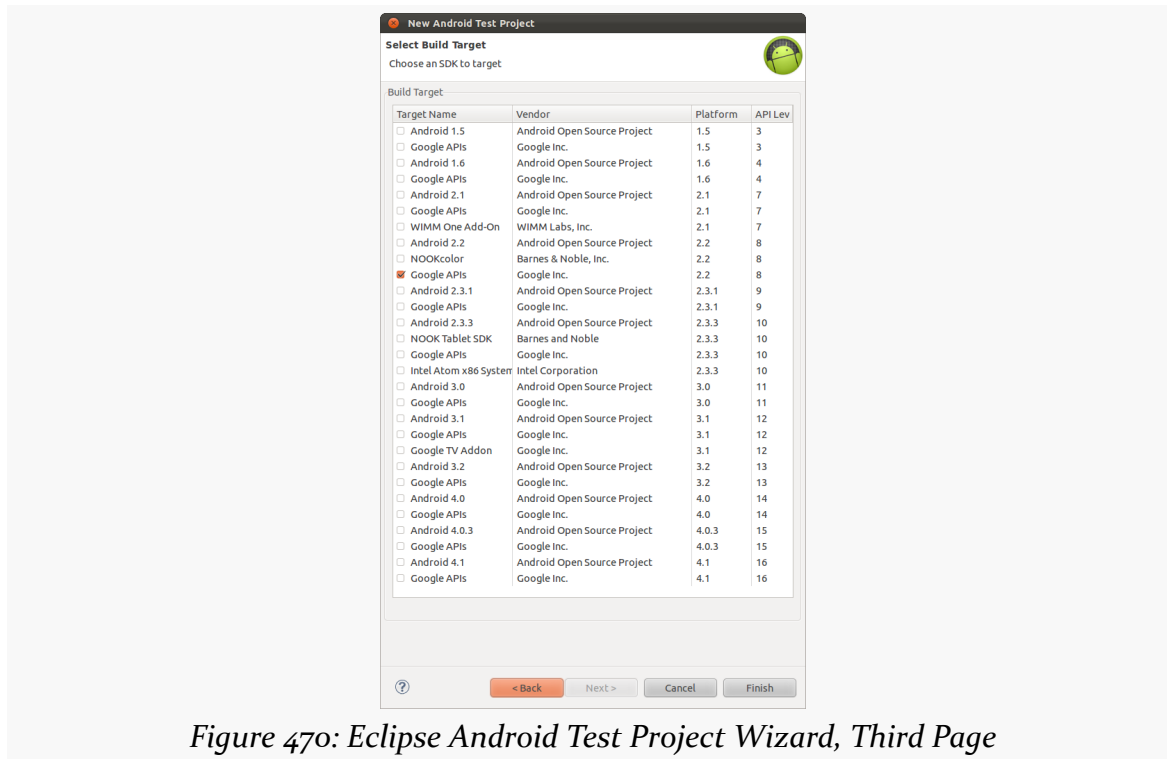 New Android Test Project
Select Build Target
Choose an SDK to target
Build Target
Target Name Vendor Platform API Lev
Android 1.5 Android Open Source Project 1.5 3
Google APIs Google Inc. 1.5 3
Android 1.6 Android Open Source Project 1.6 4
Google APIs Google Inc. 1.6 4
Android 2.1 Android Open Source Project 2.1 7
Google APIs Google Inc. 2.1 7
WIMM One Add-On WIMM Labs, Inc. 2.1 7
Android 2.2 Android Open Source Project 2.2 8
NOOKcolor Barnes & Noble, Inc. 2.2 8
Google APIs Google Inc. 2.2 8
Android 2.3.1 Android Open Source Project 2.3.1 9
Google APIs Google Inc. 2.3.1 9
Android 2.3.3 Android Open Source Project 2.3.3 10
NOOK Tablet SDK Barnes and Noble 2.3.3 10
Google APIs Google Inc. 2.3.3 10
Intel Atom x86 System Intel Corporation 2.3.3 10
Android 3.0 Android Open Source Project 3.0 11
Google APIs Google Inc. 3.0 11
Android 3.1 Android Open Source Project 3.1 12
Google APIs Google Inc. 3.1 12
Google TV Addon Google Inc. 3.1 12
Android 3.2 Android Open Source Project 3.2 13
Google APIs Google Inc. 3.2 13
Android 4.0 Android Open Source Project 4.0 14
Google APIs Google Inc. 4.0 14
Android 4.0.3 Android Open Source Project 4.0.3 15
Google APIs Google Inc. 4.0.3 15
Android 4.1 Android Open Source Project 4.1 16
Google APIs Google Inc. 4.1 16
? < Back Next > Cancel Finish
Figure 470: Eclipse Android Test Project Wizard, Third Page